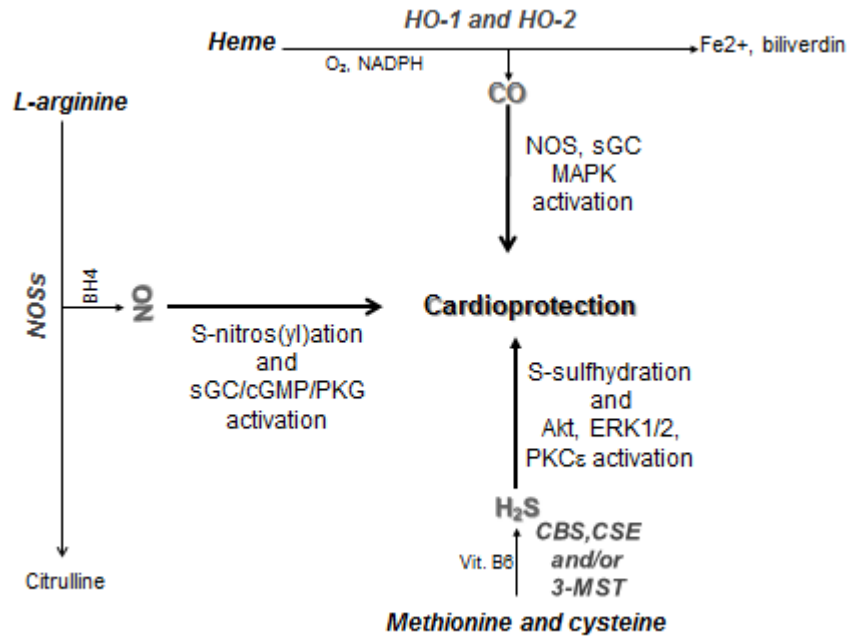 HO-1 and HO-2
Heme
Fe2+, biliverdin
O₂, NADPH
CO
L-arginine
NOS, sGC
MAPK
activation
NOSs
BH4
NO
Cardioprotection
S-nitros(yl)ation
and
sGC/cGMP/PKG
activation
S-sulfhydration
and
Akt, ERK1/2,
PKCε activation
H₂S
CBS,CSE
and/or
3-MST
Vit. B6
Citrulline
Methionine and cysteine